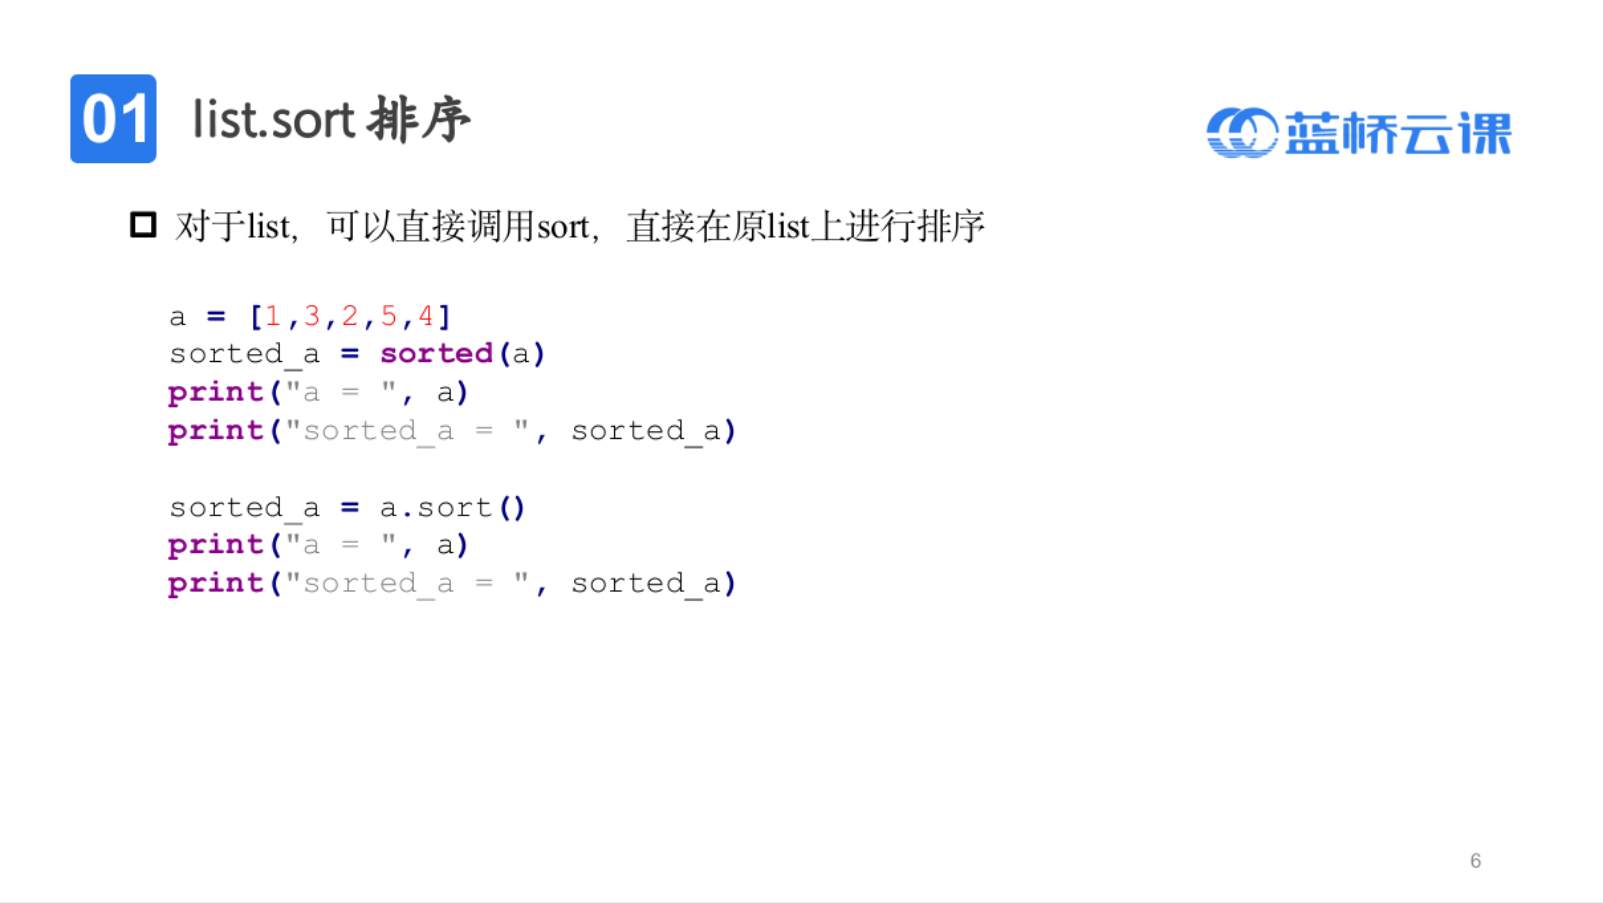 01 list.sort 排序
蓝桥云课
对于list，可以直接调用sort，直接在原list上进行排序
a = [1,3,2,5,4]
sorted_a = sorted(a)
print("a = ", a)
print("sorted_a = ", sorted_a)
sorted_a = a.sort()
print("a = ", a)
print("sorted_a = ", sorted_a)
6